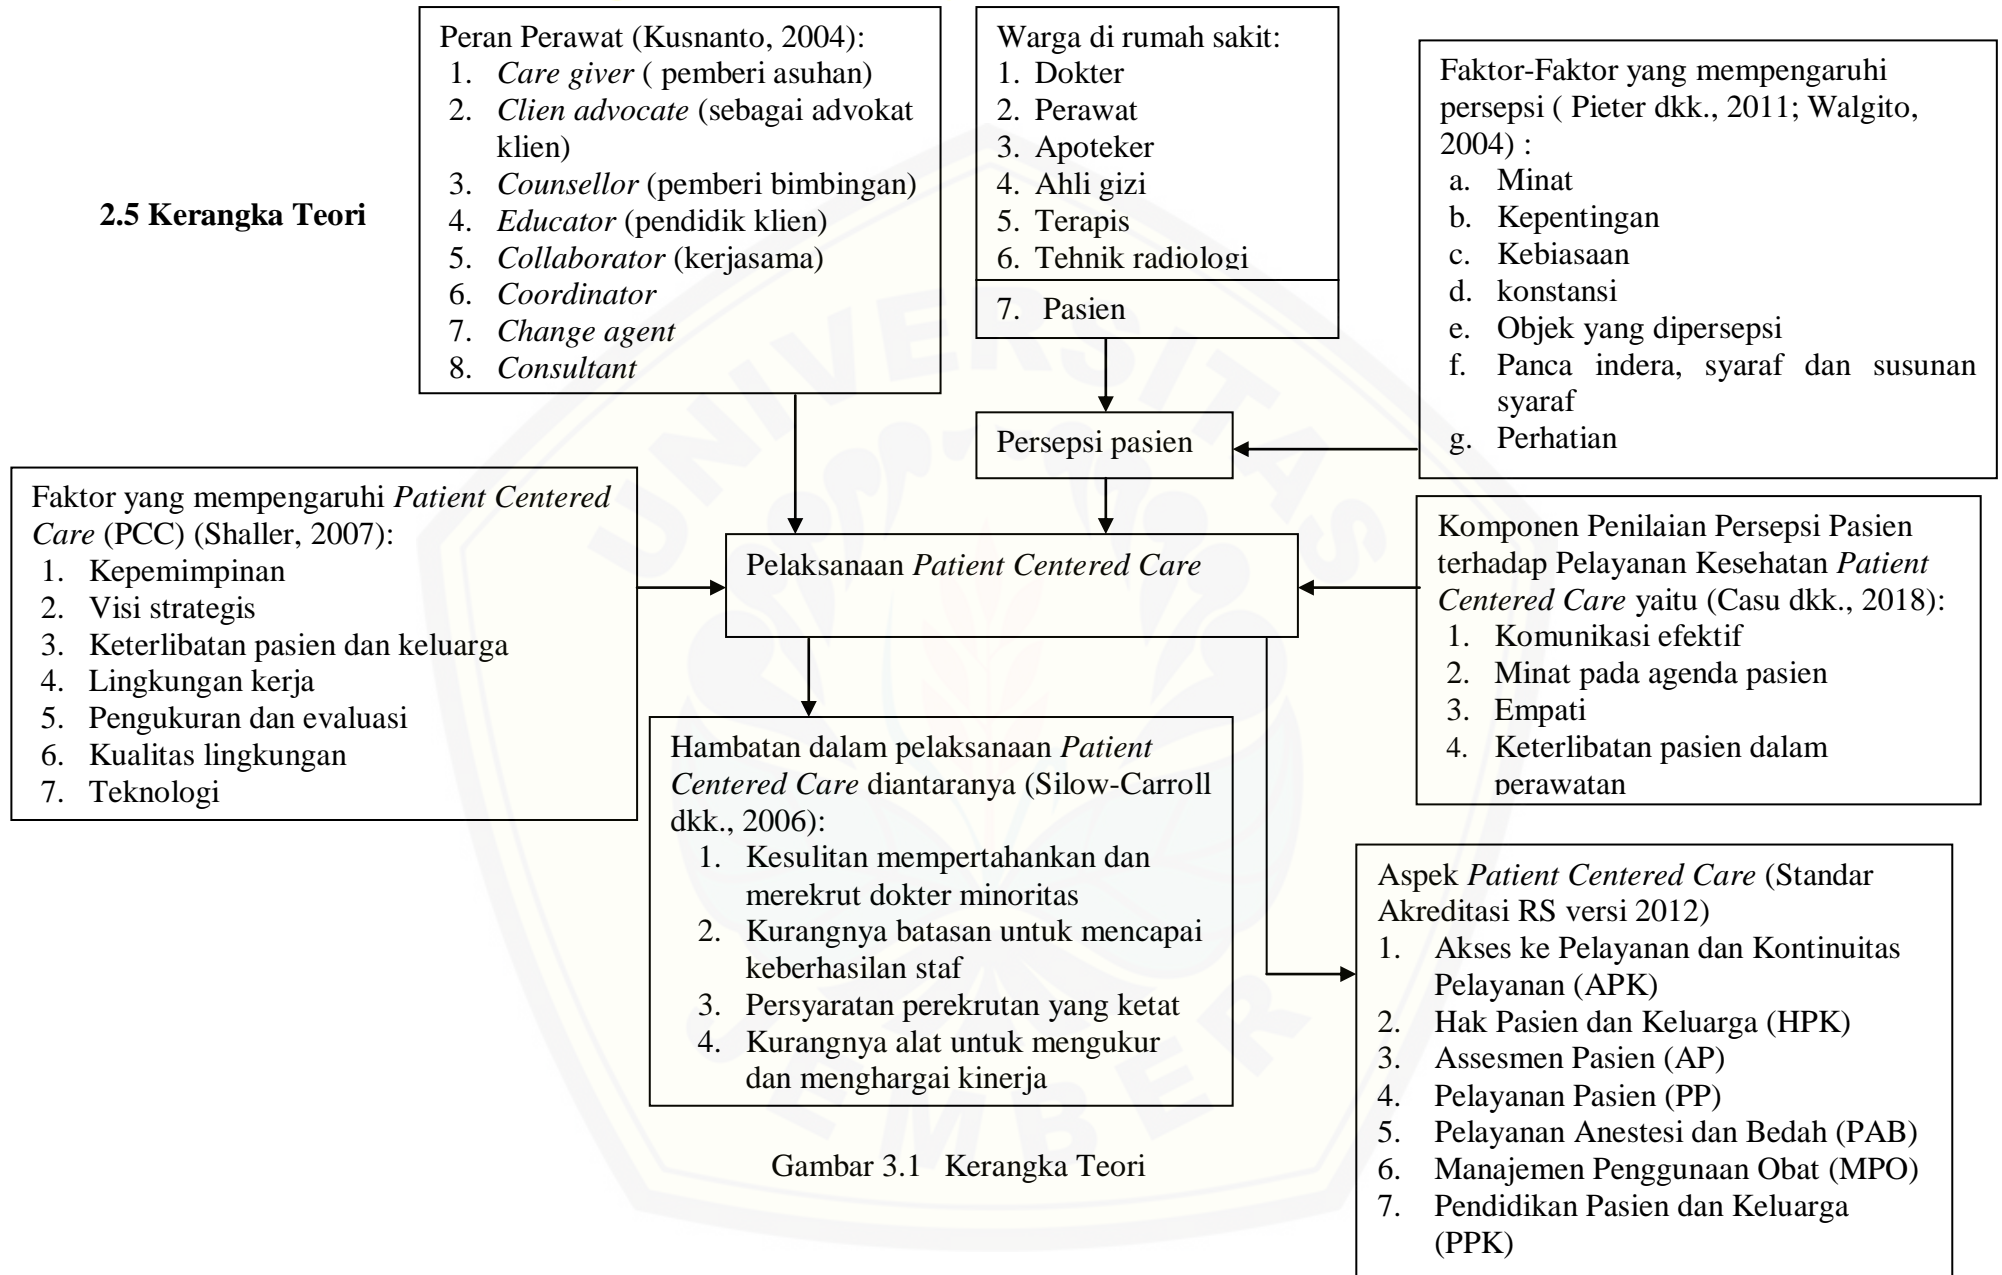 2.5 Kerangka Teori
Peran Perawat (Kusnanto, 2004):
1. Care giver ( pemberi asuhan)
2. Clien advocate (sebagai advokat
klien)
3. Counsellor (pemberi bimbingan)
4. Educator (pendidik klien)
5. Collaborator (kerjasama)
6. Coordinator
7. Change agent
8. Consultant
Warga di rumah sakit:
1. Dokter
2. Perawat
3. Apoteker
4. Ahli gizi
5. Terapis
6. Tehnik radiologi
7. Pasien
Faktor-Faktor yang mempengaruhi
persepsi ( Pieter dkk., 2011; Walgito,
2004) :
a. Minat
b. Kepentingan
c. Kebiasaan
d. konstansi
e. Objek yang dipersepsi
f. Panca indera, syaraf dan susunan
syaraf
g. Perhatian
Persepsi pasien
Faktor yang mempengaruhi Patient Centered
Care (PCC) (Shaller, 2007):
1. Kepemimpinan
2. Visi strategis
3. Keterlibatan pasien dan keluarga
4. Lingkungan kerja
5. Pengukuran dan evaluasi
6. Kualitas lingkungan
7. Teknologi
Pelaksanaan Patient Centered Care
Komponen Penilaian Persepsi Pasien
terhadap Pelayanan Kesehatan Patient
Centered Care yaitu (Casu dkk., 2018):
1. Komunikasi efektif
2. Minat pada agenda pasien
3. Empati
4. Keterlibatan pasien dalam
perawatan
Hambatan dalam pelaksanaan Patient
Centered Care diantaranya (Silow-Carroll
dkk., 2006):
1. Kesulitan mempertahankan dan
merekrut dokter minoritas
2. Kurangnya batasan untuk mencapai
keberhasilan staf
3. Persyaratan perekrutan yang ketat
4. Kurangnya alat untuk mengukur
dan menghargai kinerja
Aspek Patient Centered Care (Standar
Akreditasi RS versi 2012)
1. Akses ke Pelayanan dan Kontinuitas
Pelayanan (APK)
2. Hak Pasien dan Keluarga (HPK)
3. Assesmen Pasien (AP)
4. Pelayanan Pasien (PP)
5. Pelayanan Anestesi dan Bedah (PAB)
6. Manajemen Penggunaan Obat (MPO)
7. Pendidikan Pasien dan Keluarga
(PPK)
Gambar 3.1 Kerangka Teori
UNIVERSITAS
JEMBER